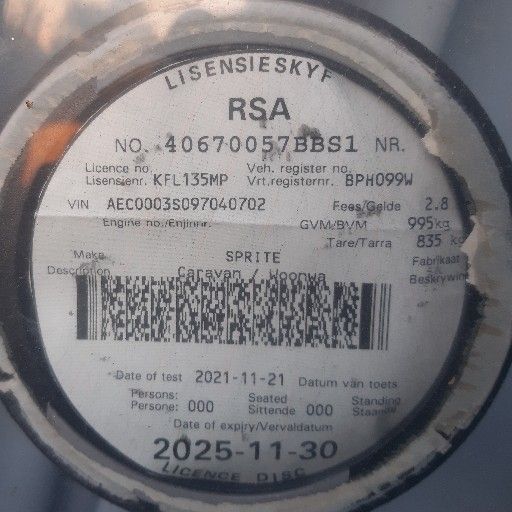 LISENSIESKYF
RSA
NO. 40670057BBS1 NR.
Licence no. Veh. register no.
Lisensienr. KFL135MP Vrt.registernr. BPH099W
VIN AEC0003S097040702 Fees/Gelde 2.8
Engine no./Enjinnr. GVM/BVM 995kg
Tare/Tarra 835 kg
Make SPRITE Fabrikaat
Description Caravan / Woonwa Beskrywing
Date of test 2021-11-21 Datum van toets
Persons: Seated Standing
Persone: 000 Sittende 000 Staande
Date of expiry/Vervaldatum
2025-11-30
LICENCE DISC